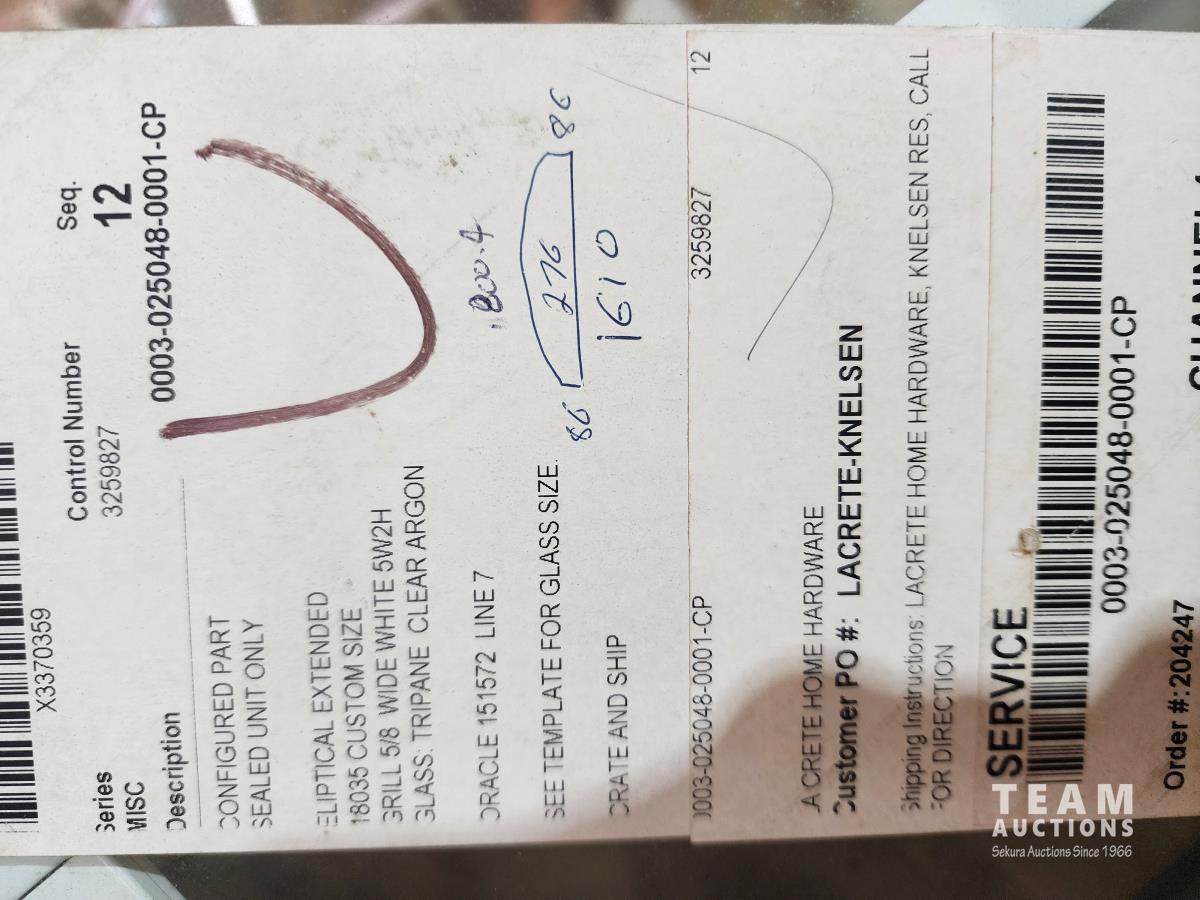 X3370359
Series Control Number Seq.
MISC 3259827 12
Description 0003-025048-0001-CP
CONFIGURED PART
SEALED UNIT ONLY
ELIPTICAL EXTENDED
18035 CUSTOM SIZE
GRILL 5/8 WIDE WHITE 5W2H
GLASS: TRIPANE CLEAR ARGON
ORACLE 151572 LINE 7
1800.4
SEE TEMPLATE FOR GLASS SIZE.
86 276 86
1610
CRATE AND SHIP
0003-025048-0001-CP 3259827 12
LACRETE HOME HARDWARE
Customer PO #: LACRETE-KNELSEN
Shipping Instructions: LACRETE HOME HARDWARE, KNELSEN RES, CALL
FOR DIRECTION
SERVICE
0003-025048-0001-CP
Order #:204247
TEAM
AUCTIONS
Sekura Auctions Since 1966